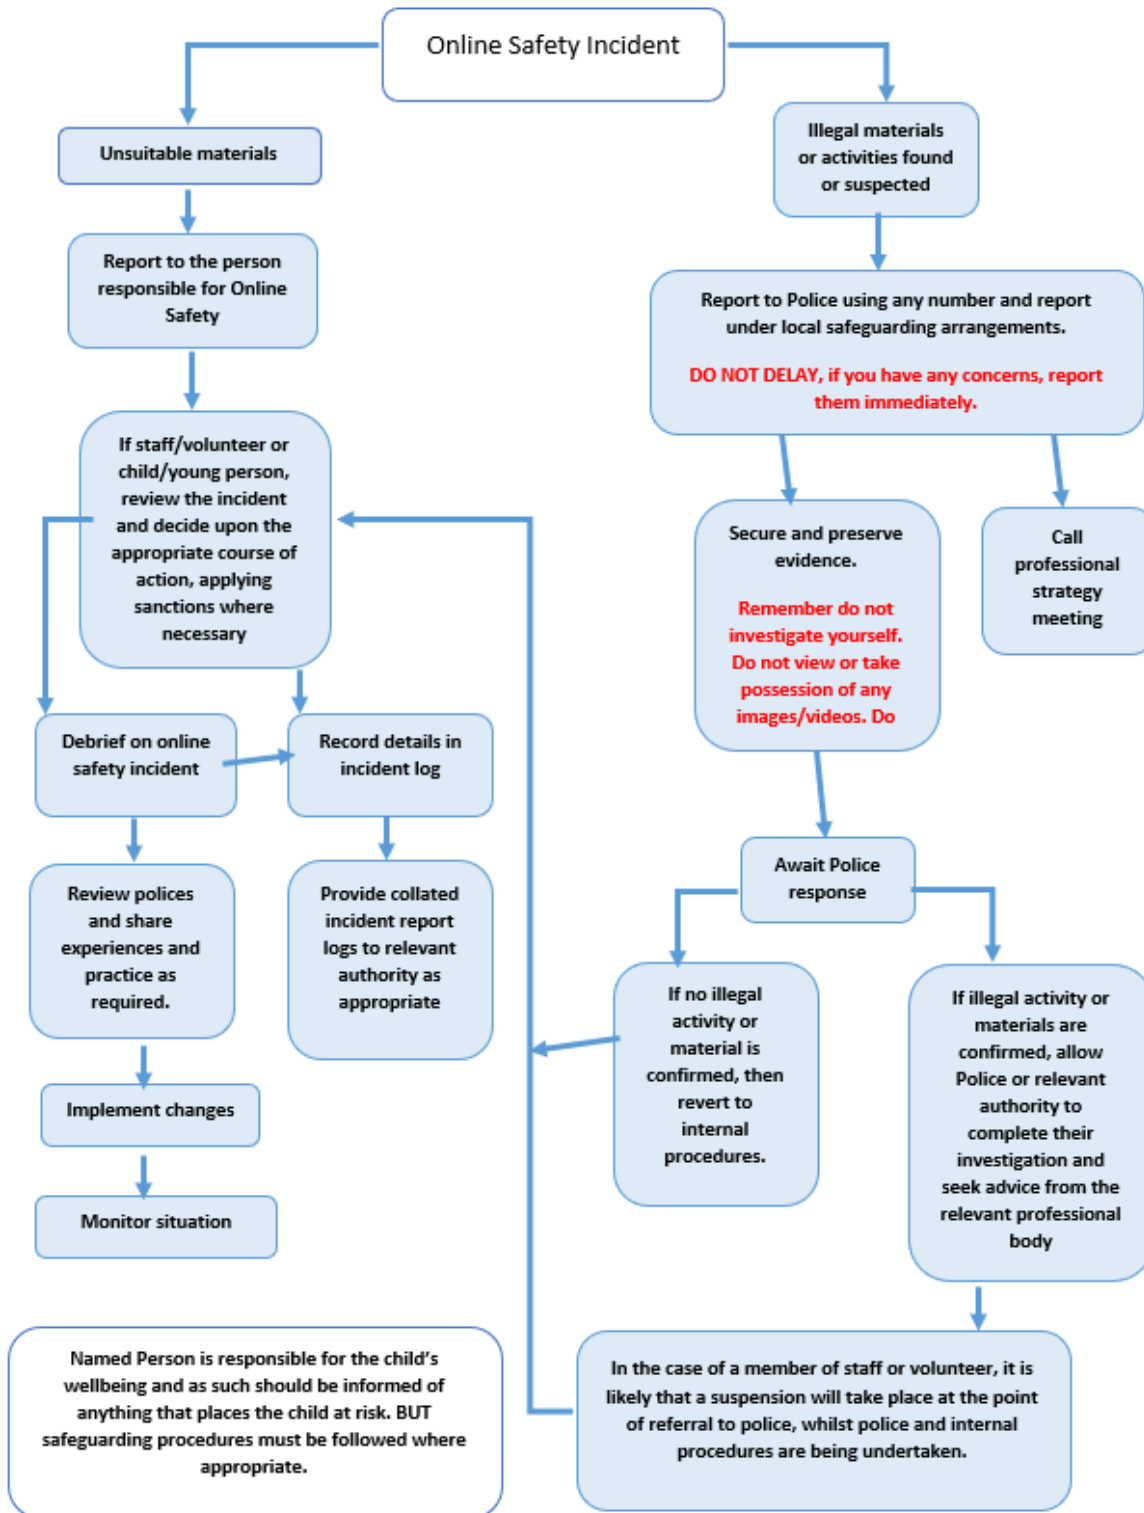 Online Safety Incident
Unsuitable materials
Illegal materials
or activities found
or suspected
Report to the person
responsible for Online
Safety
Report to Police using any number and report
under local safeguarding arrangements.
DO NOT DELAY, if you have any concerns, report
them immediately.
If staff/volunteer or
child/young person,
review the incident
and decide upon the
appropriate course of
action, applying
sanctions where
necessary
Secure and preserve
evidence.
Remember do not
investigate yourself.
Do not view or take
possession of any
images/videos. Do
Call
professional
strategy
meeting
Debrief on online
safety incident
Record details in
incident log
Await Police
response
Review polices
and share
experiences and
practice as
required.
Provide collated
incident report
logs to relevant
authority as
appropriate
If no illegal
activity or
material is
confirmed, then
revert to
internal
procedures.
If illegal activity or
materials are
confirmed, allow
Police or relevant
authority to
complete their
investigation and
seek advice from the
relevant professional
body
Implement changes
Monitor situation
Named Person is responsible for the child's
wellbeing and as such should be informed of
anything that places the child at risk. BUT
safeguarding procedures must be followed where
appropriate.
In the case of a member of staff or volunteer, it is
likely that a suspension will take place at the point
of referral to police, whilst police and internal
procedures are being undertaken.